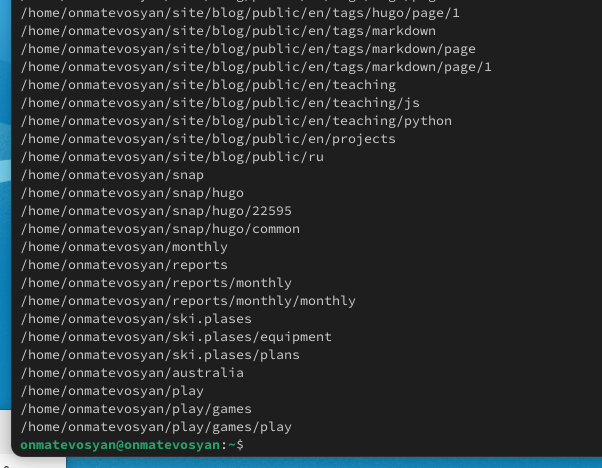 /home/onmatevosyan/site/blog/public/en/tags/hugo/page/1
/home/onmatevosyan/site/blog/public/en/tags/markdown
/home/onmatevosyan/site/blog/public/en/tags/markdown/page
/home/onmatevosyan/site/blog/public/en/tags/markdown/page/1
/home/onmatevosyan/site/blog/public/en/teaching
/home/onmatevosyan/site/blog/public/en/teaching/js
/home/onmatevosyan/site/blog/public/en/teaching/python
/home/onmatevosyan/site/blog/public/en/projects
/home/onmatevosyan/site/blog/public/ru
/home/onmatevosyan/snap
/home/onmatevosyan/snap/hugo
/home/onmatevosyan/snap/hugo/22595
/home/onmatevosyan/snap/hugo/common
/home/onmatevosyan/monthly
/home/onmatevosyan/reports
/home/onmatevosyan/reports/monthly
/home/onmatevosyan/reports/monthly/monthly
/home/onmatevosyan/ski.plases
/home/onmatevosyan/ski.plases/equipment
/home/onmatevosyan/ski.plases/plans
/home/onmatevosyan/australia
/home/onmatevosyan/play
/home/onmatevosyan/play/games
/home/onmatevosyan/play/games/play
onmatevosyan@onmatevosyan:~$